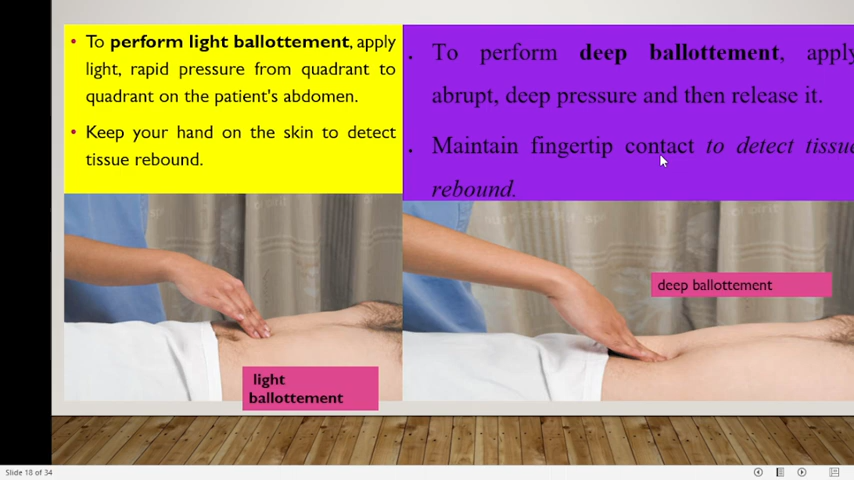 • To perform light ballottement, apply
light, rapid pressure from quadrant to
quadrant on the patient's abdomen.
• Keep your hand on the skin to detect
tissue rebound.
. To perform deep ballottement, apply
abrupt, deep pressure and then release it.
. Maintain fingertip contact to detect tissue
rebound.
deep ballottement
light
ballottement
Slide 18 of 34